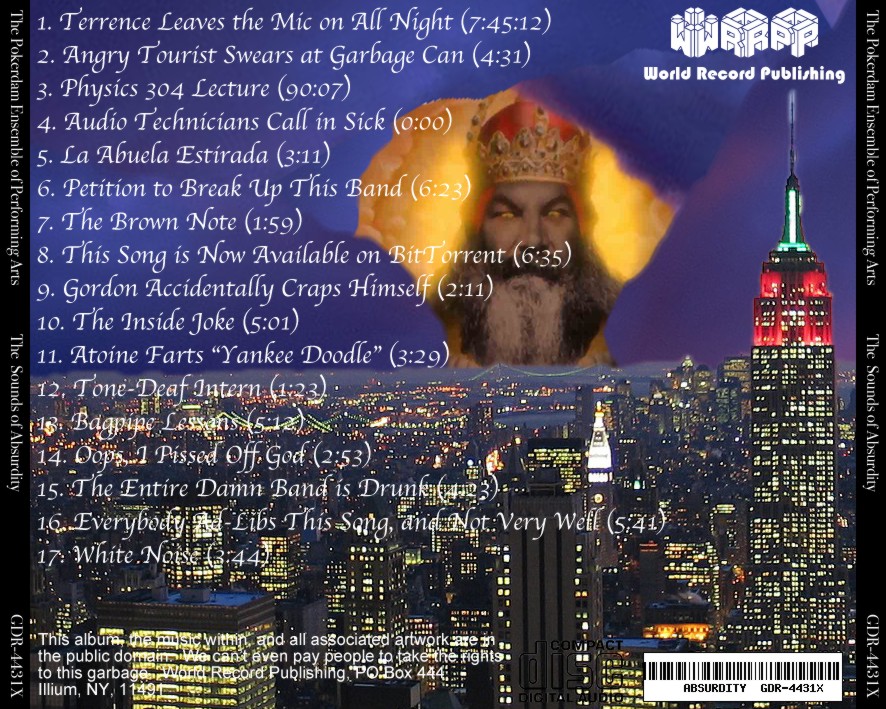 1. Terrence Leaves the Mic on All Night (7:45:12)
2. Angry Tourist Swears at Garbage Can (4:31)
3. Physics 304 Lecture (90:07)
4. Audio Technicians Call in Sick (0:00)
5. La Abuela Estirada (3:11)
6. Petition to Break Up This Band (6:23)
7. The Brown Note (1:59)
8. This Song is Now Available on BitTorrent (6:35)
9. Gordon Accidentally Craps Himself (2:11)
10. The Inside Joke (5:01)
11. Atoine Farts “Yankee Doodle” (3:29)
12. Tone-Deaf Intern (1:23)
13. Bagpipe Lessons (5:12)
14. Oops, I Pissed Off God (2:53)
15. The Entire Damn Band is Drunk (4:23)
16. Everybody Ad-Libs This Song, and Not Very Well (5:41)
17. White Noise (3:44)
World Record Publishing
This album, the music within, and all associated artwork are in
the public domain. We can't even pay people to take the rights
to this garbage. World Record Publishing, PO Box 444,
Illium, NY, 11491
COMPACT
disc
DIGITAL AUDIO
ABSURDITY GDR-4431X
The Pokerdam Ensemble of Performing Arts
The Sounds of Absurdity
GDR-4431X
The Pokerdam Ensemble of Performing Arts
The Sounds of Absurdity
GDR-4431X